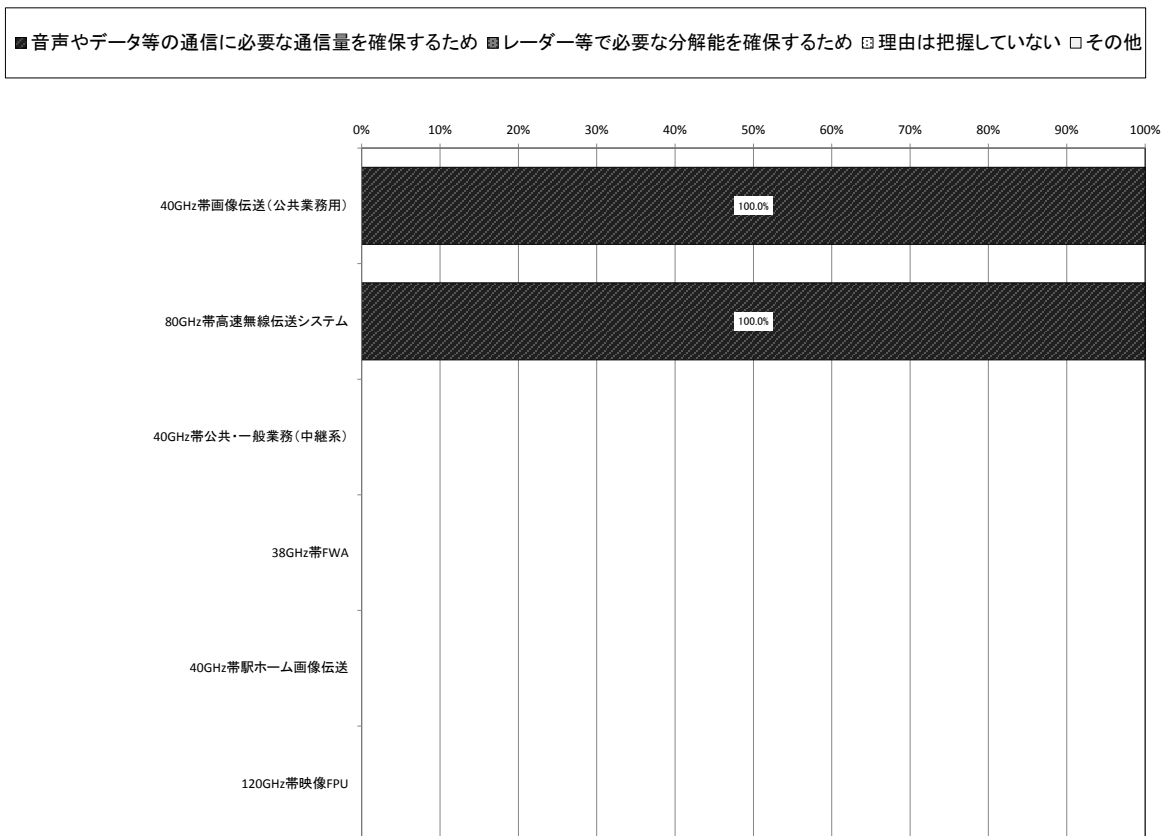 音声やデータ等の通信に必要な通信量を確保するため レーダー等で必要な分解能を確保するため 理由は把握していない その他
0% 10% 20% 30% 40% 50% 60% 70% 80% 90% 100%
40GHz帯画像伝送(公共業務用)
100.0%
80GHz帯高速無線伝送システム
100.0%
40GHz帯公共・一般業務(中継系)
38GHz帯FWA
40GHz帯駅ホーム画像伝送
120GHz帯映像FPU